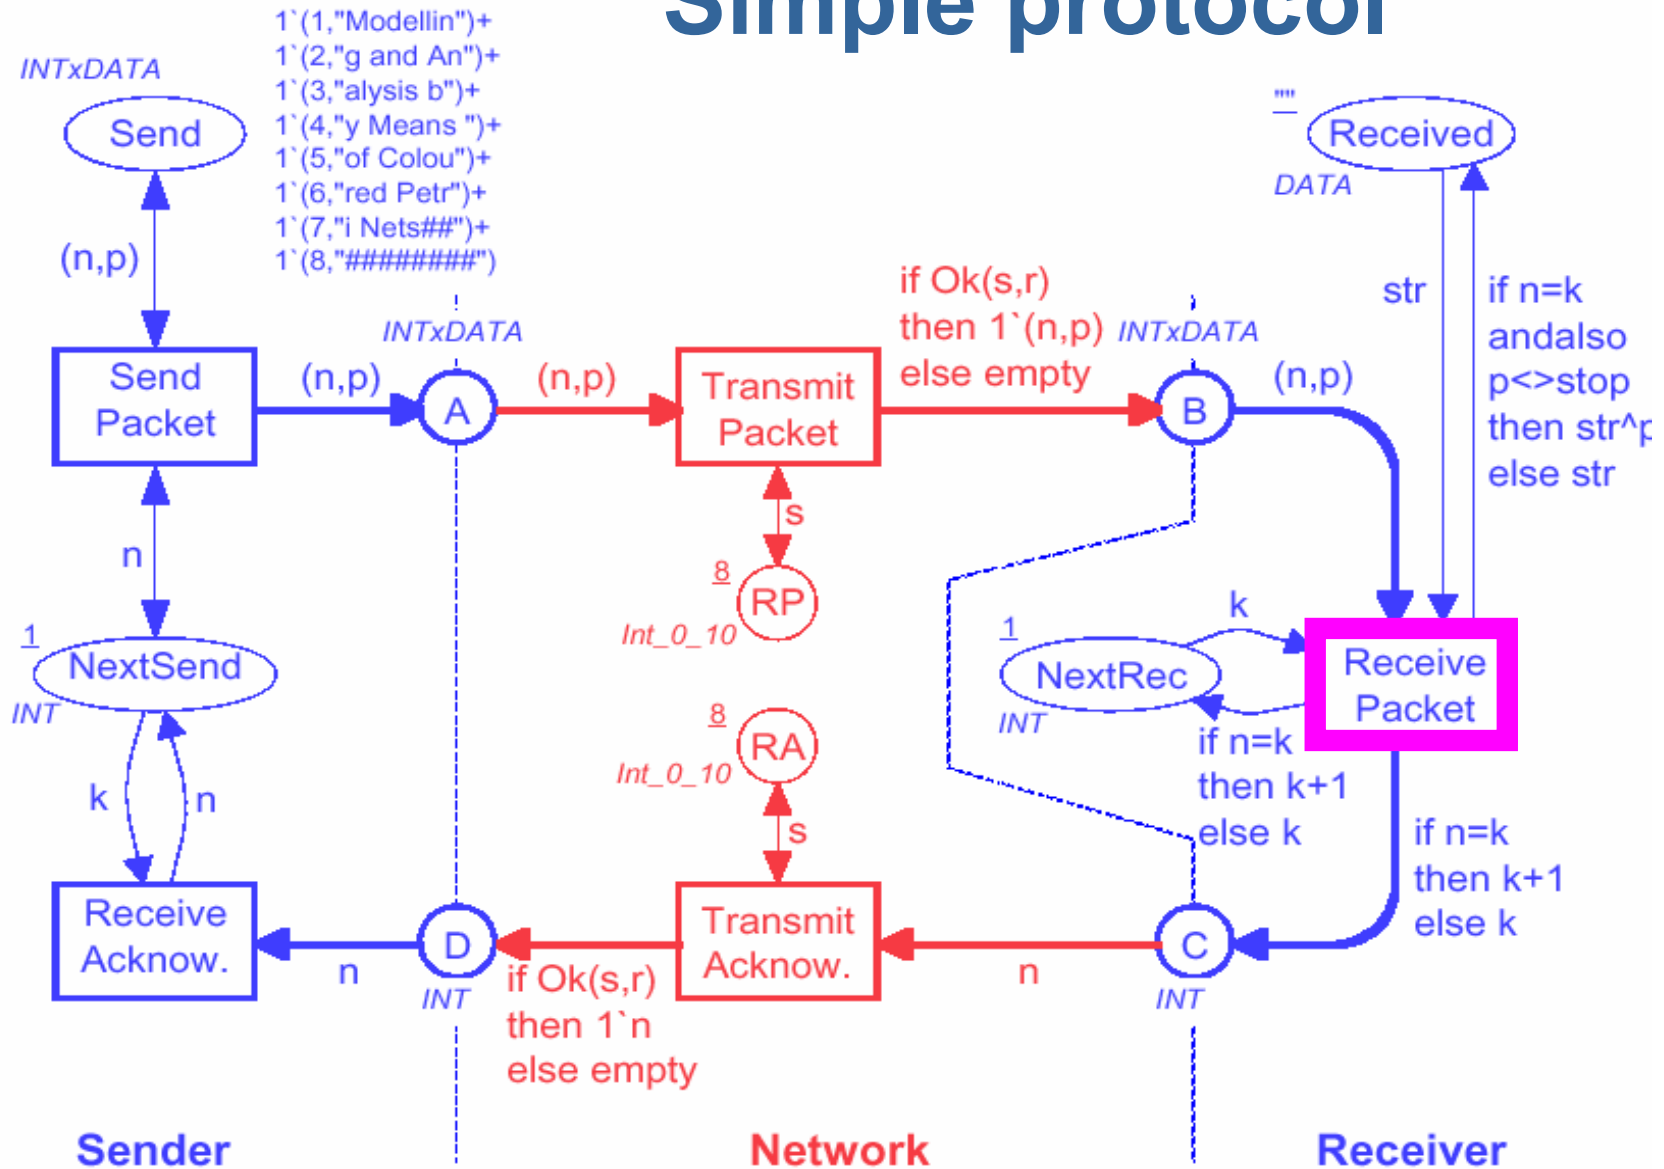 Simple protocol
1`(1,"Modellin")+
1`(2,"g and An")+
1`(3,"alysis b")+
1`(4,"y Means ")+
1`(5,"of Colou")+
1`(6,"red Petr")+
1`(7,"i Nets##")+
1`(8,"########")
INTxDATA
Send
(n,p)
Send
Packet
(n,p)
INTxDATA
A
(n,p)
Transmit
Packet
if Ok(s,r)
then 1`(n,p)
else empty
INTxDATA
B
(n,p)
""
Received
DATA
str
if n=k
andalso
p<>stop
then str^p
else str
n
s
8
RP
Int_0_10
1
NextSend
INT
8
RA
Int_0_10
s
k
1
NextRec
INT
Receive
Packet
if n=k
then k+1
else k
if n=k
then k+1
else k
k
n
Receive
Acknow.
n
D
INT
if Ok(s,r)
then 1`n
else empty
Transmit
Acknow.
n
C
INT
Sender
Network
Receiver